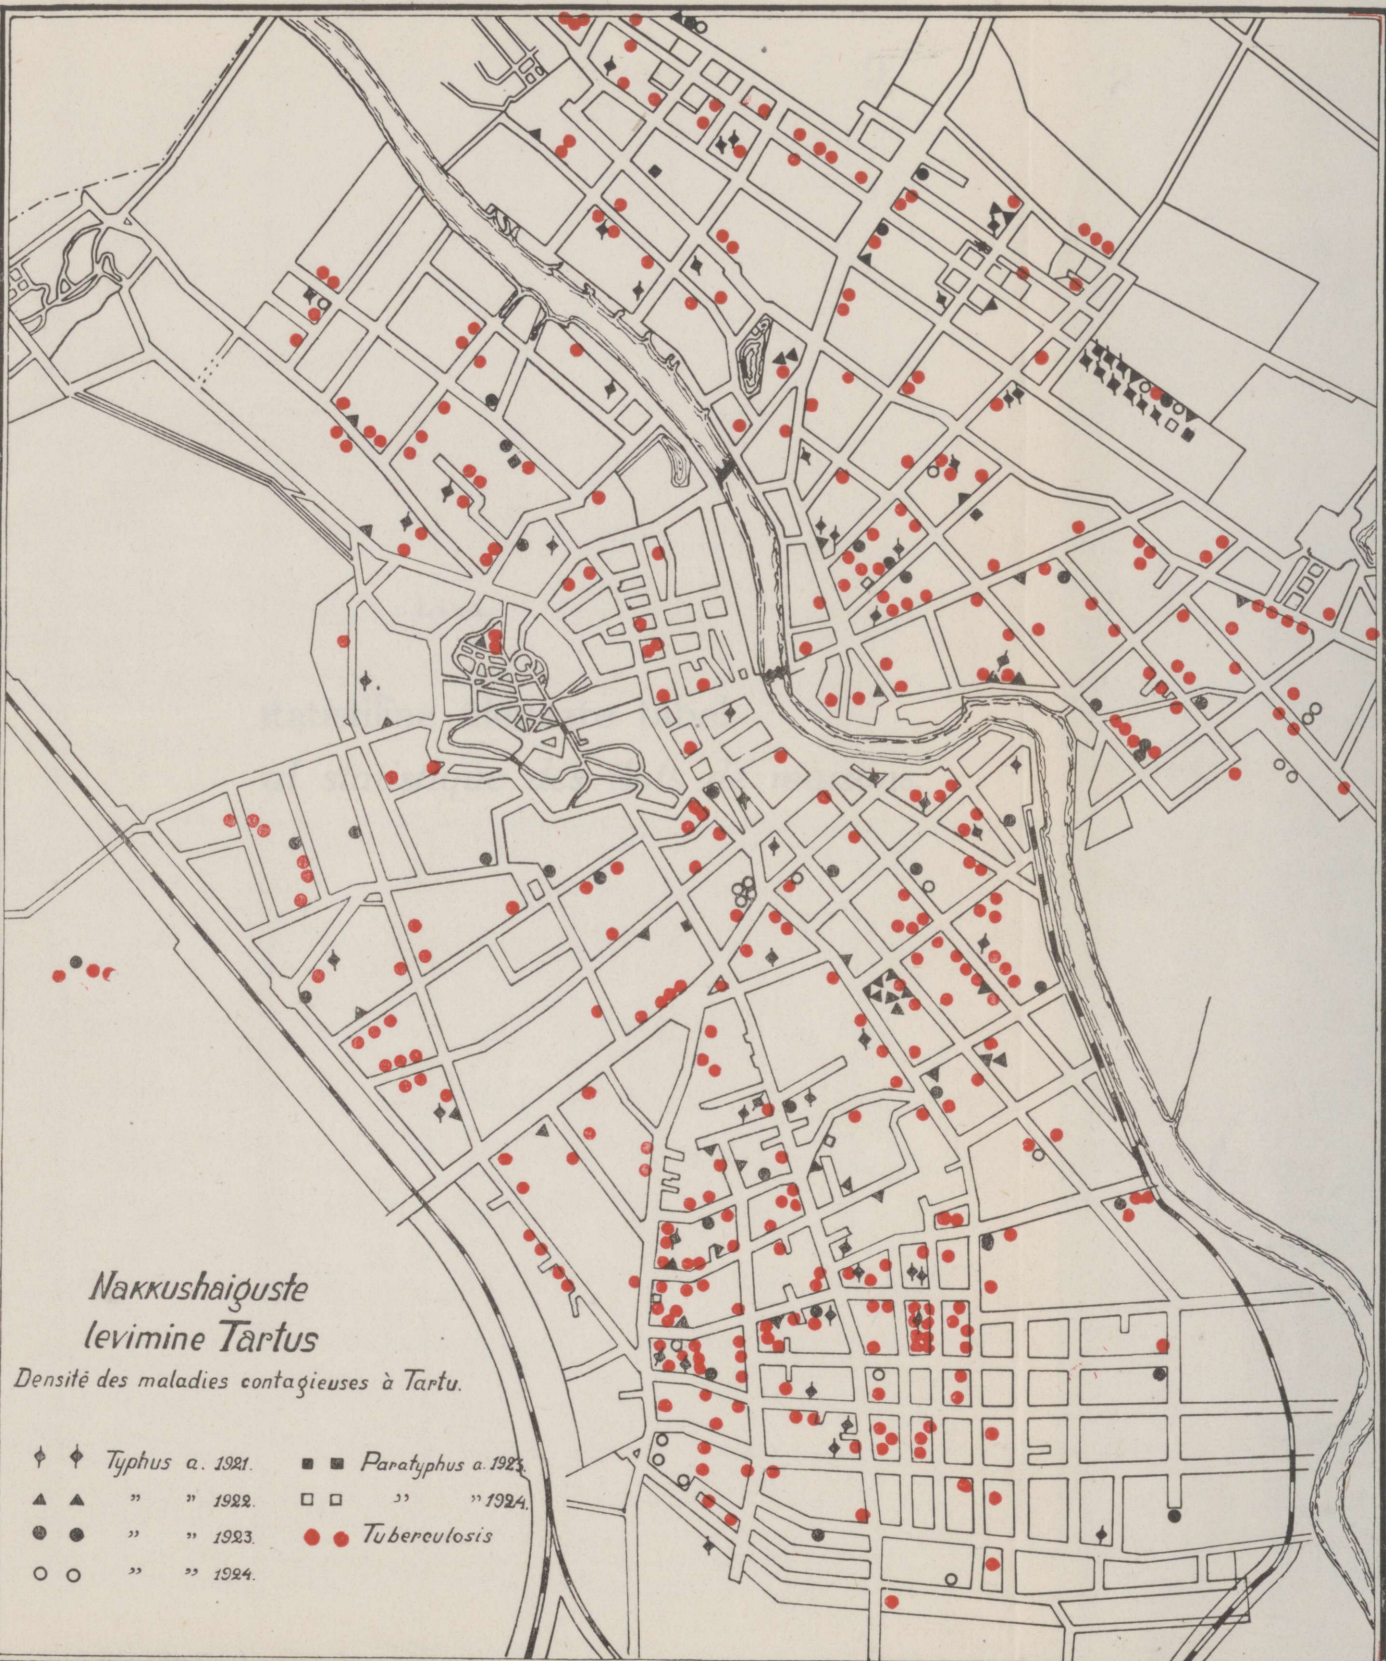 Nakkushaiguste
levimine Tartus
Densité des maladies contagieuses à Tartu.
Typhus a. 1921.
" " 1922.
" " 1923.
" " 1924.
Paratyphus a. 1923.
" " 1924.
Tuberculosis